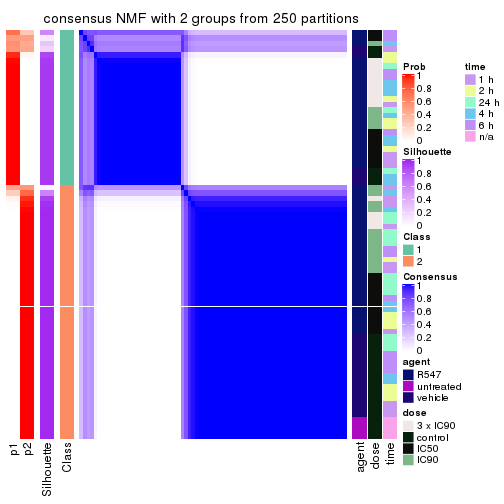 consensus NMF with 2 groups from 250 partitions
Prob
1
0.8
0.6
0.4
0.2
0
Silhouette
1
0.8
0.6
0.4
0.2
0
Class
1
2
Consensus
1
0.8
0.6
0.4
0.2
0
agent
R547
untreated
vehicle
dose
3 x IC90
control
IC50
IC90
time
1 h
2 h
24 h
4 h
6 h
n/a
p1
p2
Silhouette
Class
agent
dose
time